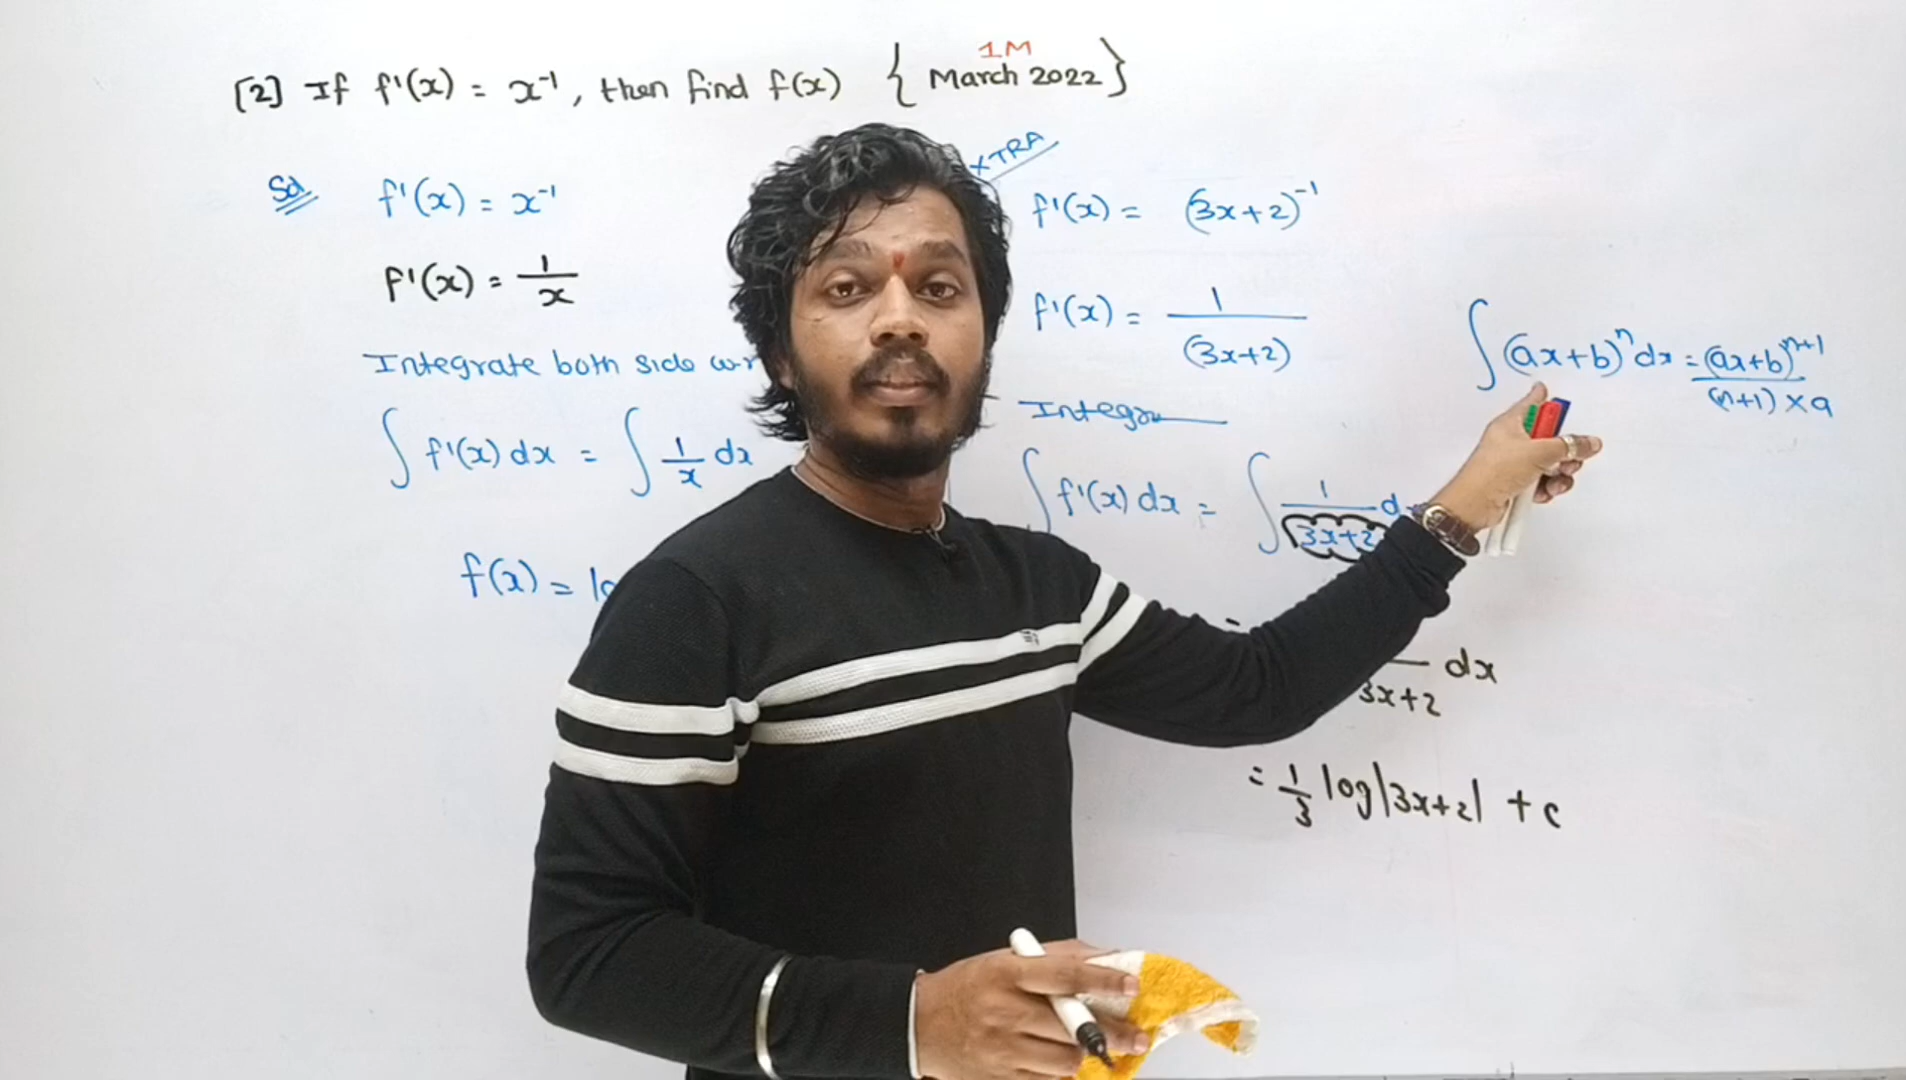 [2] If f'(x) = x⁻¹, then find f(x) { 1M March 2022 }
Sol f'(x) = x⁻¹
f'(x) = 1/x
Integrate both side w.r
∫ f'(x) dx = ∫ 1/x dx
f(x) = lo
XTRA
f'(x) = (3x+2)⁻¹
f'(x) = 1/(3x+2)
Integra
∫ f'(x) dx = ∫ 1/(3x+2) d
3x+2 dx
= 1/3 log|3x+2| + c
∫ (ax+b)ⁿ dx = (ax+b)ⁿ⁺¹/(n+1) × a